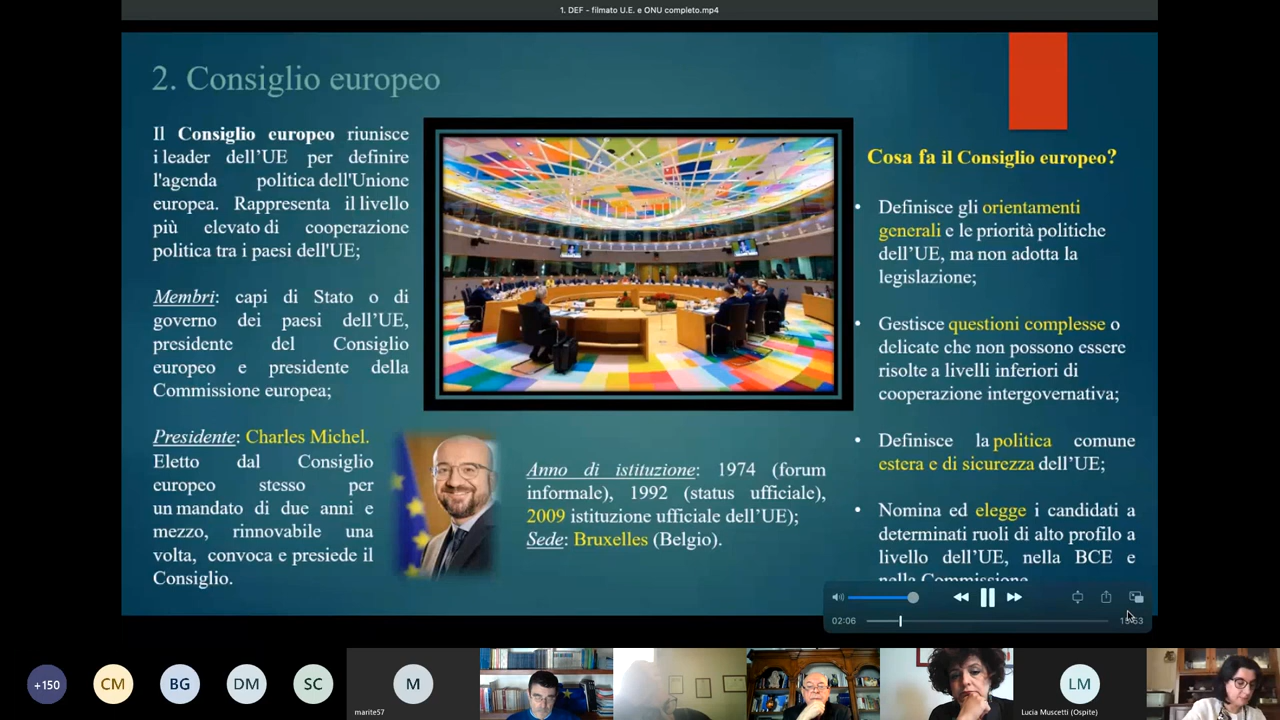 1. DEF - filmato U.E. e ONU completo.mp4
2. Consiglio europeo
Il Consiglio europeo riunisce
i leader dell'UE per definire
l'agenda politica dell'Unione
europea. Rappresenta il livello
più elevato di cooperazione
politica tra i paesi dell'UE;
Membri: capi di Stato o di
governo dei paesi dell'UE,
presidente del Consiglio
europeo e presidente della
Commissione europea;
Presidente: Charles Michel.
Eletto dal Consiglio
europeo stesso per
un mandato di due anni e
mezzo, rinnovabile una
volta, convoca e presiede il
Consiglio.
Anno di istituzione: 1974 (forum
informale), 1992 (status ufficiale),
2009 istituzione ufficiale dell'UE);
Sede: Bruxelles (Belgio).
Cosa fa il Consiglio europeo?
• Definisce gli orientamenti
generali e le priorità politiche
dell'UE, ma non adotta la
legislazione;
• Gestisce questioni complesse o
delicate che non possono essere
risolte a livelli inferiori di
cooperazione intergovernativa;
• Definisce la politica comune
estera e di sicurezza dell'UE;
• Nomina ed elegge i candidati a
determinati ruoli di alto profilo a
livello dell'UE, nella BCE e
nella Commissione
02:06
+150
CM
BG
DM
SC
M
marite57
LM
Lucia Muscetti (Ospite)